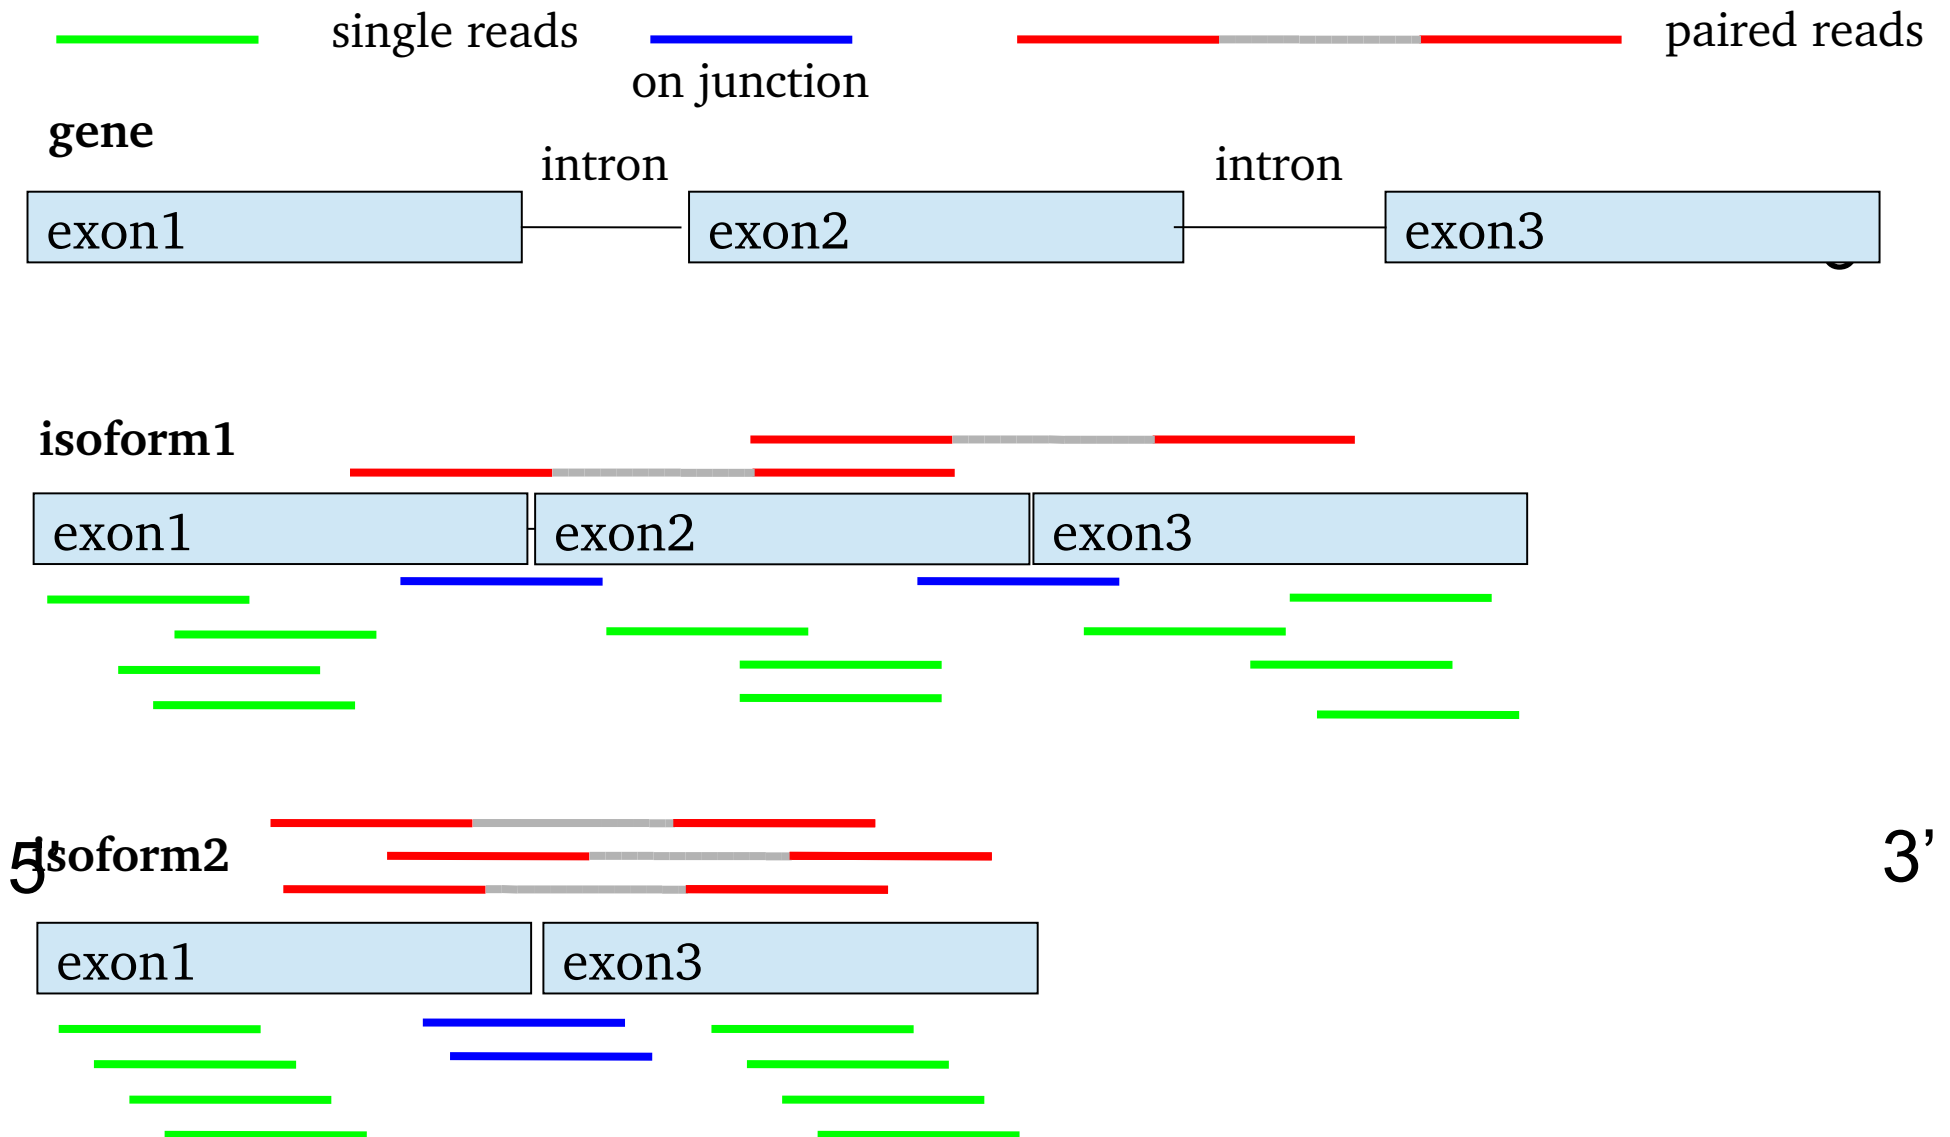 single reads
paired reads
on junction
gene
intron
intron
exon1
exon2
exon3
isoform1
exon1
exon2
exon3
5'
isoform2
3’
exon1
exon3